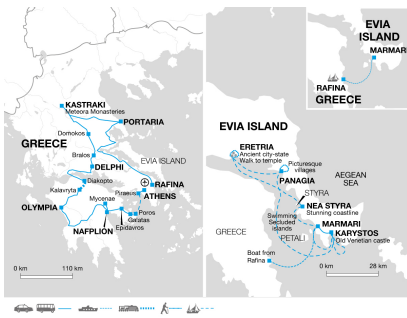 KASTRAKI
Meteora Monasteries
PORTARIA
Domokos
GREECE
Bralos
EVIA ISLAND
DELPHI
Diakopto
RAFINA
Kalavryta
Piraeus
ATHENS
Mycenae
OLYMPIA
Poros
Galatas
Epidavros
NAFPLION
0 km
110 km
EVIA
ISLAND
MARMARI
RAFINA
GREECE
EVIA ISLAND
ERETRIA
Ancient city-state
Walk to temple
Picturesque
villages
PANAGIA
AEGEAN
SEA
STYRA
NEA STYRA
Stunning coastline
Swimming
Secluded
islands
MARMARI
GREECE
PETALI
KARYSTOS
Old Venetian castle
Boat from
Rafina
0 km
28 km